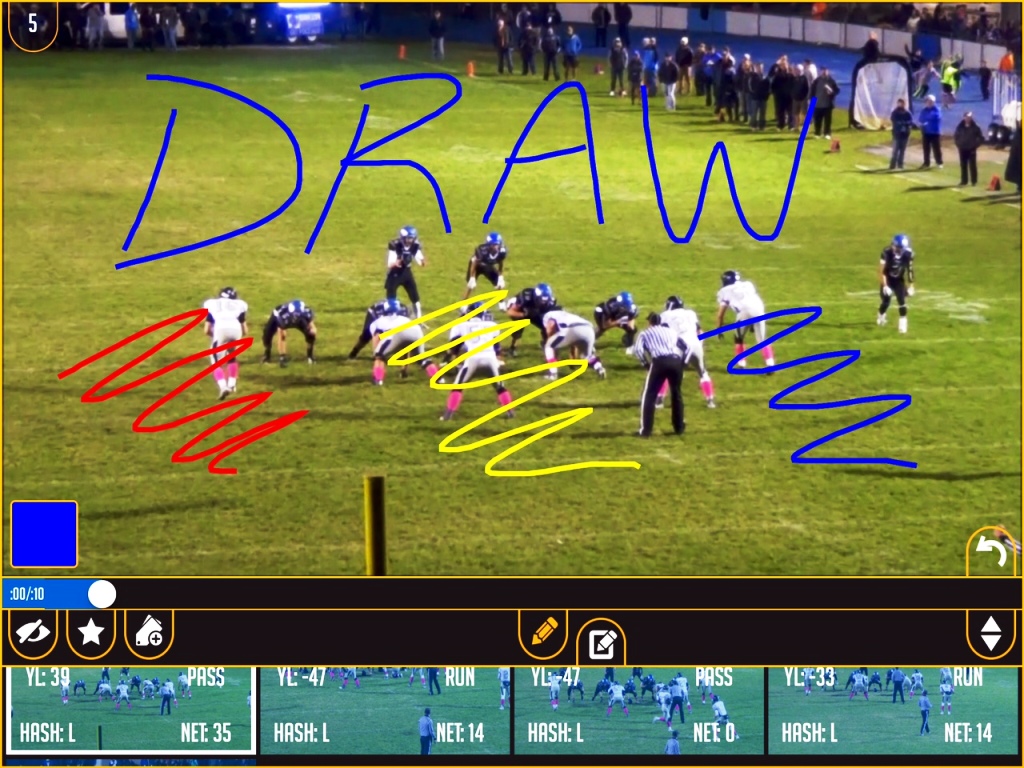 5
DRAW
:00/:10
YL: 39 PASS YL: -47 RUN YL: -47 PASS YL: -33 RUN
HASH: L NET: 35 HASH: L NET: 14 HASH: L NET: 0 HASH: L NET: 14